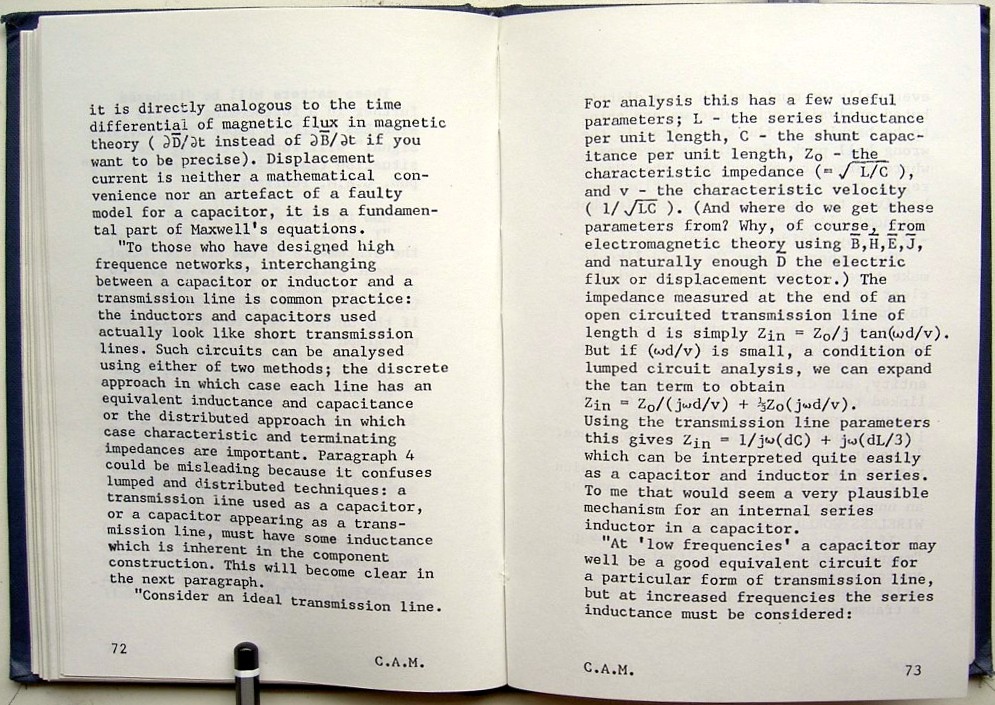 it is directly analogous to the time
differential of magnetic flux in magnetic
theory ( ∂D̅/∂t instead of ∂B̅/∂t if you
want to be precise). Displacement
current is neither a mathematical con-
venience nor an artefact of a faulty
model for a capacitor, it is a fundamen-
tal part of Maxwell's equations.
"To those who have designed high
frequence networks, interchanging
between a capacitor or inductor and a
transmission line is common practice:
the inductors and capacitors used
actually look like short transmission
lines. Such circuits can be analysed
using either of two methods; the discrete
approach in which case each line has an
equivalent inductance and capacitance
or the distributed approach in which
case characteristic and terminating
impedances are important. Paragraph 4
could be misleading because it confuses
lumped and distributed techniques: a
transmission line used as a capacitor,
or a capacitor appearing as a trans-
mission line, must have some inductance
which is inherent in the component
construction. This will become clear in
the next paragraph.
"Consider an ideal transmission line.
72
C.A.M.
For analysis this has a few useful
parameters; L - the series inductance
per unit length, C - the shunt capac-
itance per unit length, Zo - the
characteristic impedance (= √L/C ),
and v - the characteristic velocity
( 1/√LC ). (And where do we get these
parameters from? Why, of course, from
electromagnetic theory using B̅,H̅,E̅,J̅,
and naturally enough D̅ the electric
flux or displacement vector.) The
impedance measured at the end of an
open circuited transmission line of
length d is simply Zin = Zo/j tan(ωd/v).
But if (ωd/v) is small, a condition of
lumped circuit analysis, we can expand
the tan term to obtain
Zin = Zo/(jωd/v) + ⅓Zo(jωd/v).
Using the transmission line parameters
this gives Zin = 1/jω(dC) + jω(dL/3)
which can be interpreted quite easily
as a capacitor and inductor in series.
To me that would seem a very plausible
mechanism for an internal series
inductor in a capacitor.
"At 'low frequencies' a capacitor may
well be a good equivalent circuit for
a particular form of transmission line,
but at increased frequencies the series
inductance must be considered:
C.A.M.
73